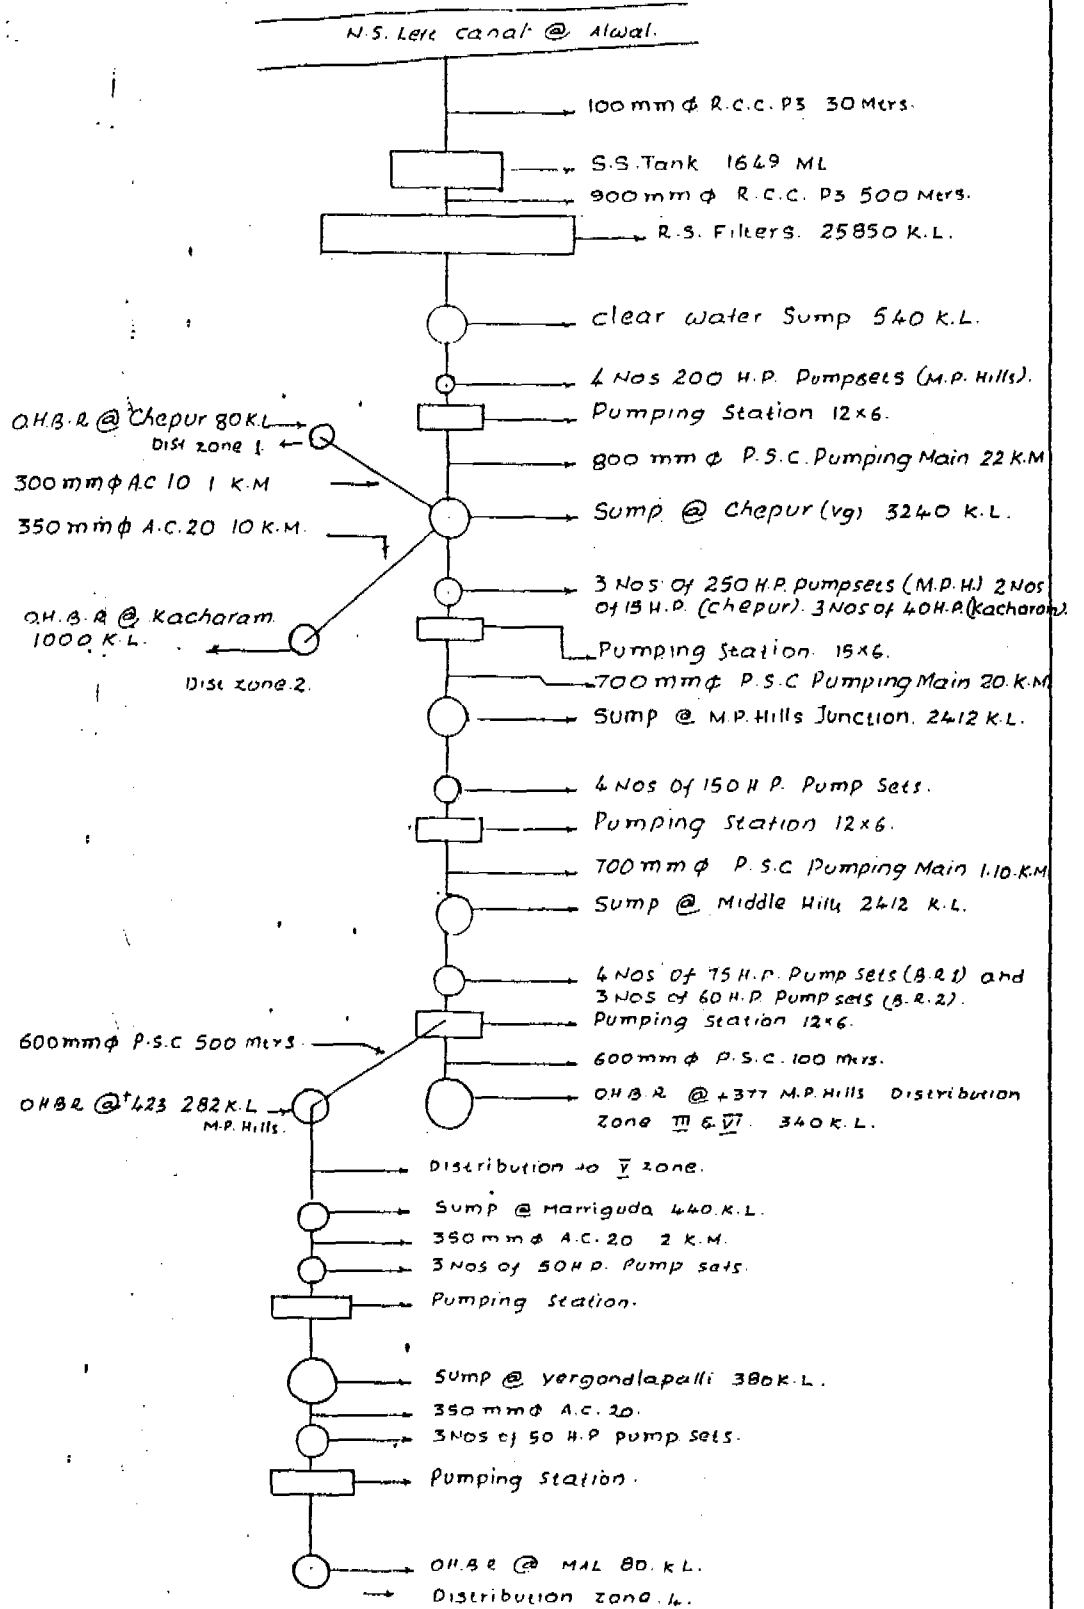 N.S. Left canal @ Alwal.
100 mm ϕ R.C.C. P3 30 Mtrs.
S.S. Tank 1649 ML
900 mm ϕ R.C.C. P3 500 Mtrs.
R.S. Filters. 25850 K.L.
clear water Sump 540 K.L.
4 Nos 200 H.P. Pumpsets (M.P. Hills).
Pumping Station 12×6.
O.H.B.R @ Chepur 80 K.L
Dist zone 1.
800 mm ϕ P.S.C. Pumping Main 22 K.M
300 mm ϕ A.C 10 1 K.M
Sump @ Chepur (vg) 3240 K.L.
350 mm ϕ A.C. 20 10 K.M.
3 Nos of 250 H.P. pumpsets (M.P.H.) 2 Nos
of 15 H.P. (Chepur). 3 Nos of 40 H.P. (Kacharam).
O.H.B.R @ Kacharam
1000 K.L.
Pumping Station. 15×6.
Dist zone.2.
700 mm ϕ P.S.C Pumping Main 20.K.M
Sump @ M.P. Hills Junction. 2412 K.L.
4 Nos of 150 H P. Pump Sets.
Pumping Station 12×6.
700 mm ϕ P.S.C Pumping Main 1.10.K.M
Sump @ Middle Hills 2412 K.L.
4 Nos of 75 H.P. Pump Sets (B.R 1) and
3 Nos of 60 H.P. Pump sets (B.R.2).
Pumping Station 12×6.
600 mm ϕ P.S.C 500 mtrs.
600 mm ϕ P.S.C. 100 mtrs.
OHBR @ +423 282 K.L
M.P. Hills.
O.H.B.R @ +377 M.P. Hills Distribution
Zone III & VI. 340 K.L.
Distribution to V zone.
Sump @ Marriguda 440.K.L.
350 mm ϕ A.C. 20 2 K.M.
3 Nos of 50 H.P. Pump sets.
Pumping Station.
Sump @ yergondlapalli 380 K.L.
350 mm ϕ A.C. 20.
3 Nos of 50 H.P pump sets.
Pumping Station.
O.H.B.R @ MAL 80. KL.
Distribution zone.4.